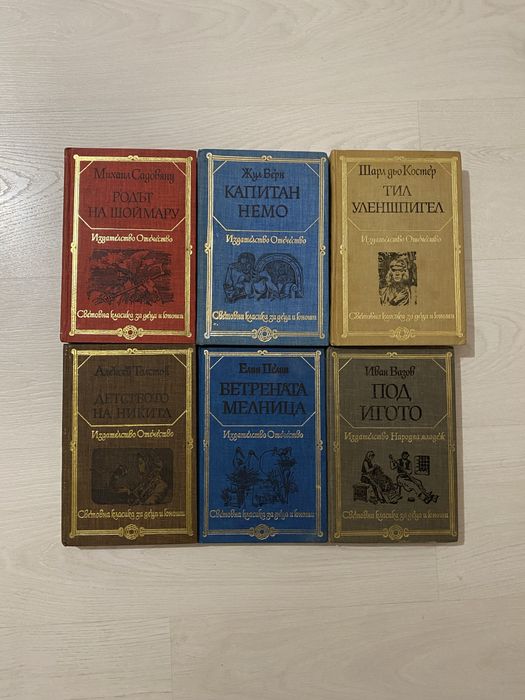 Михаил Садовяну
РОДЪТ
НА ШОЙМАРУ
Издателство Отечество
Световна класика за деца и юноши
Жул Верн
КАПИТАН
НЕМО
Издателство Отечество
Световна класика за деца и юноши
Шарл дьо Костер
ТИЛ
УЛЕНШПИГЕЛ
Издателство Отечество
Световна класика за деца и юноши
Алексей Толстой
ДЕТСТВОТО
НА НИКИТА
Издателство Отечество
Световна класика за деца и юноши
Елин Пелин
ВЕТРЕНАТА
МЕЛНИЦА
Издателство Отечество
Световна класика за деца и юноши
Иван Вазов
ПОД
ИГОТО
Издателство Народна младеж
Световна класика за деца и юноши